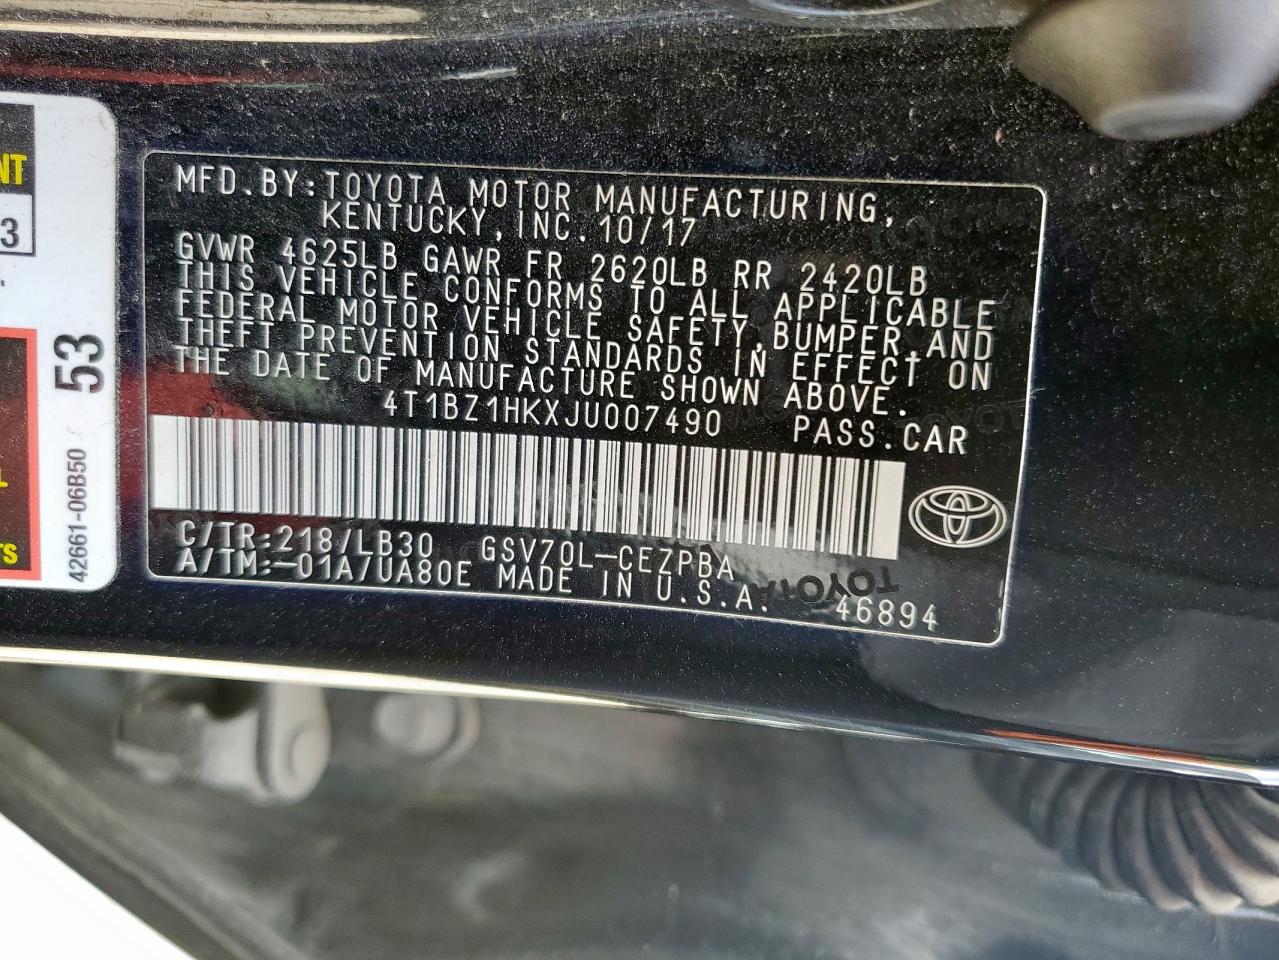 NT
3
L
TS
53
42661-06B50
MFD.BY:TOYOTA MOTOR MANUFACTURING,
KENTUCKY, INC. 10/17
GVWR 4625LB GAWR FR 2620LB RR 2420LB
THIS VEHICLE CONFORMS TO ALL APPLICABLE
FEDERAL MOTOR VEHICLE SAFETY,BUMPER,AND
THEFT PREVENTION STANDARDS IN EFFECT ON
THE DATE OF MANUFACTURE SHOWN ABOVE.
4T1BZ1HKXJU007490 PASS.CAR
C/TR:218/LB30 GSV70L-CEZPBA
A/TM:-01A/UA80E MADE IN U.S.A. 46894
TOYOTA